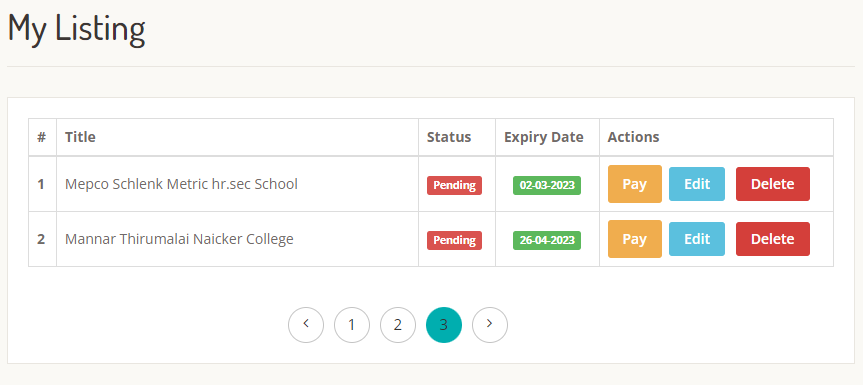 My Listing
# Title Status Expiry Date Actions
1 Mepco Schlenk Metric hr.sec School Pending 02-03-2023 Pay Edit Delete
2 Mannar Thirumalai Naicker College Pending 26-04-2023 Pay Edit Delete
‹ 1 2 3 ›